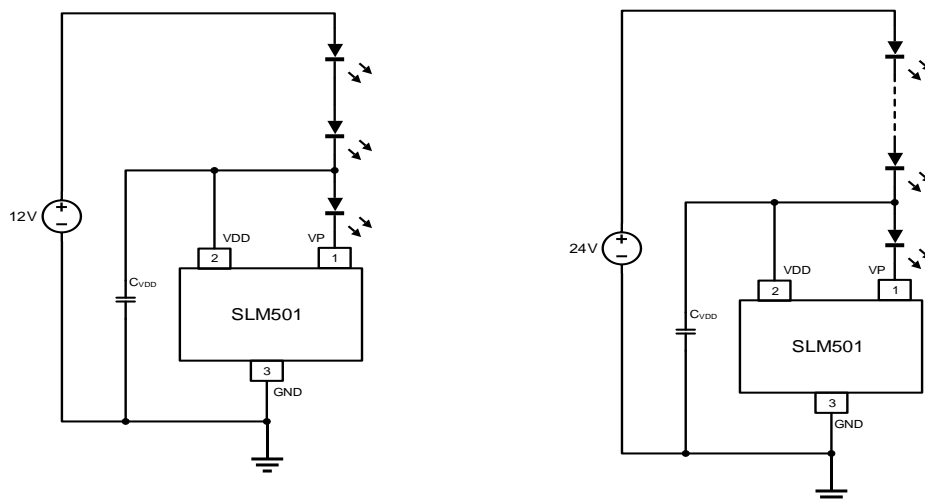 12V
VDD
VP
2
1
CVDD
SLM501
3
GND
24V
VDD
VP
2
1
CVDD
SLM501
3
GND